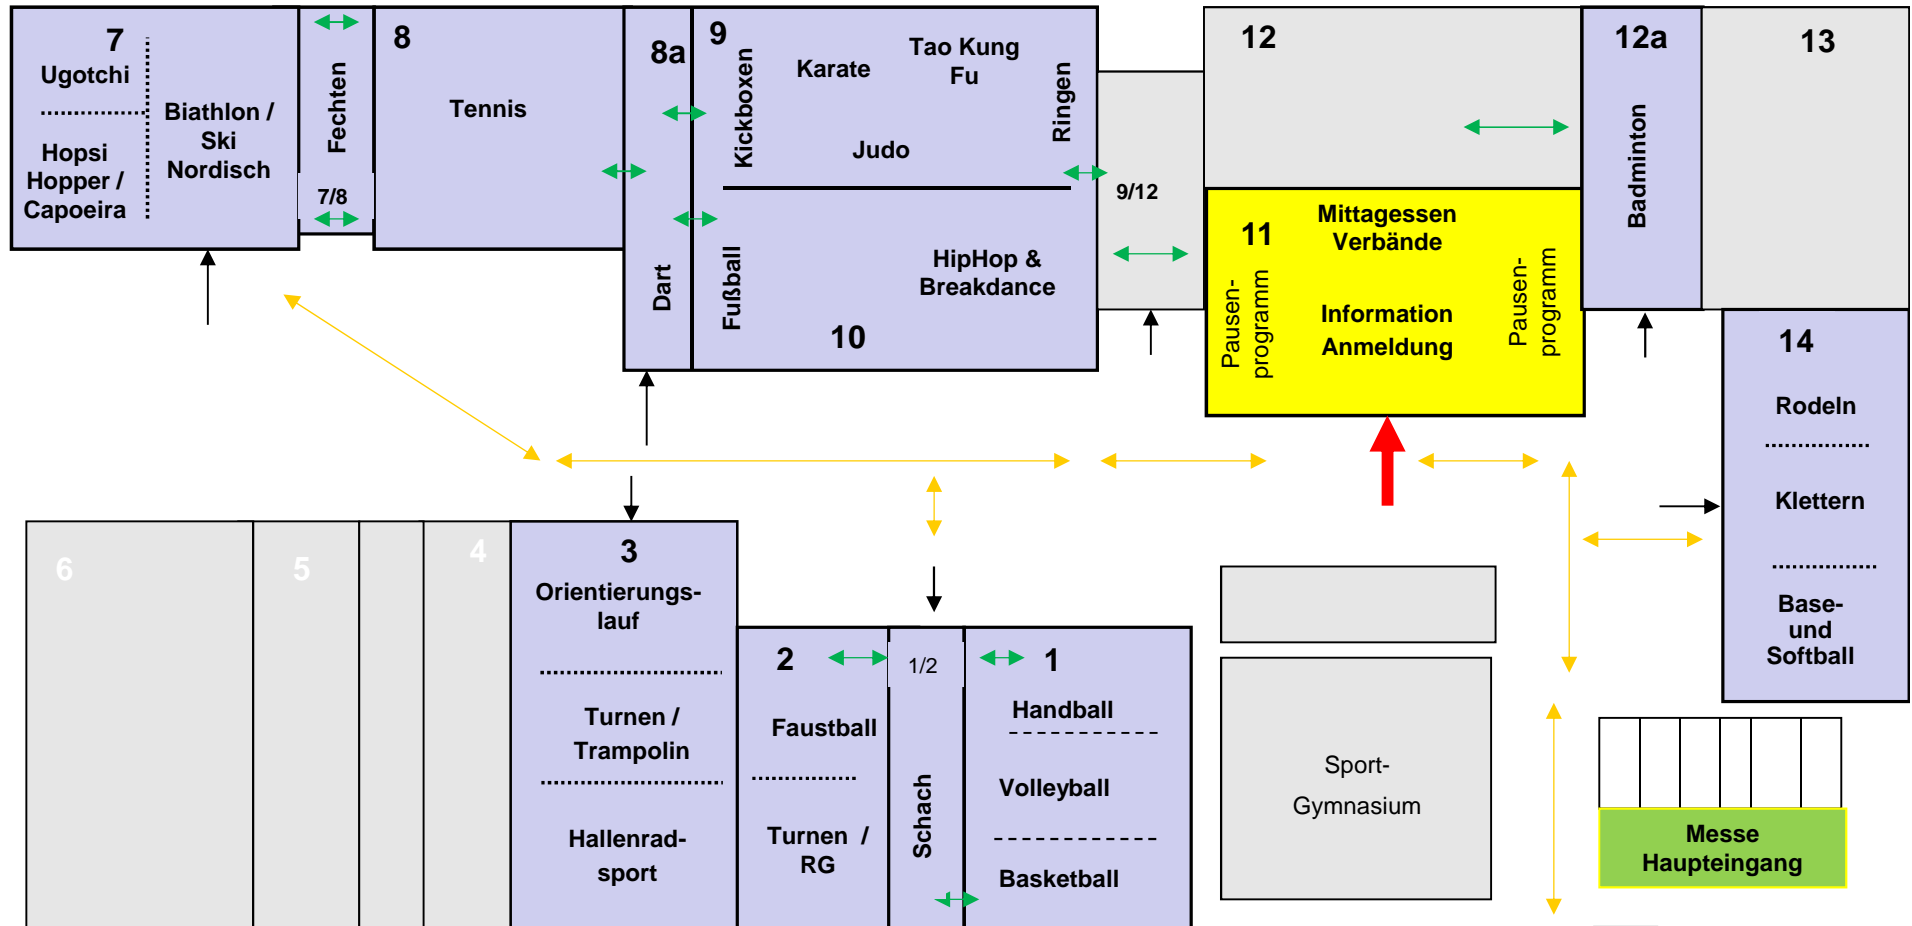 7
Ugotchi
Hopsi
Hopper /
Capoeira
Biathlon /
Ski
Nordisch
Fechten
7/8
8
Tennis
8a
Dart
9
Kickboxen
Karate
Tao Kung
Fu
Judo
Ringen
Fußball
HipHop &
Breakdance
10
9/12
12
11
Mittagessen
Verbände
Pausen-
programm
Information
Anmeldung
Pausen-
programm
12a
Badminton
13
14
Rodeln
Klettern
Base-
und
Softball
6
5
4
3
Orientierungs-
lauf
Turnen /
Trampolin
Hallenrad-
sport
2
Faustball
Turnen /
RG
1/2
Schach
1
Handball
Volleyball
Basketball
Sport-
Gymnasium
Messe
Haupteingang